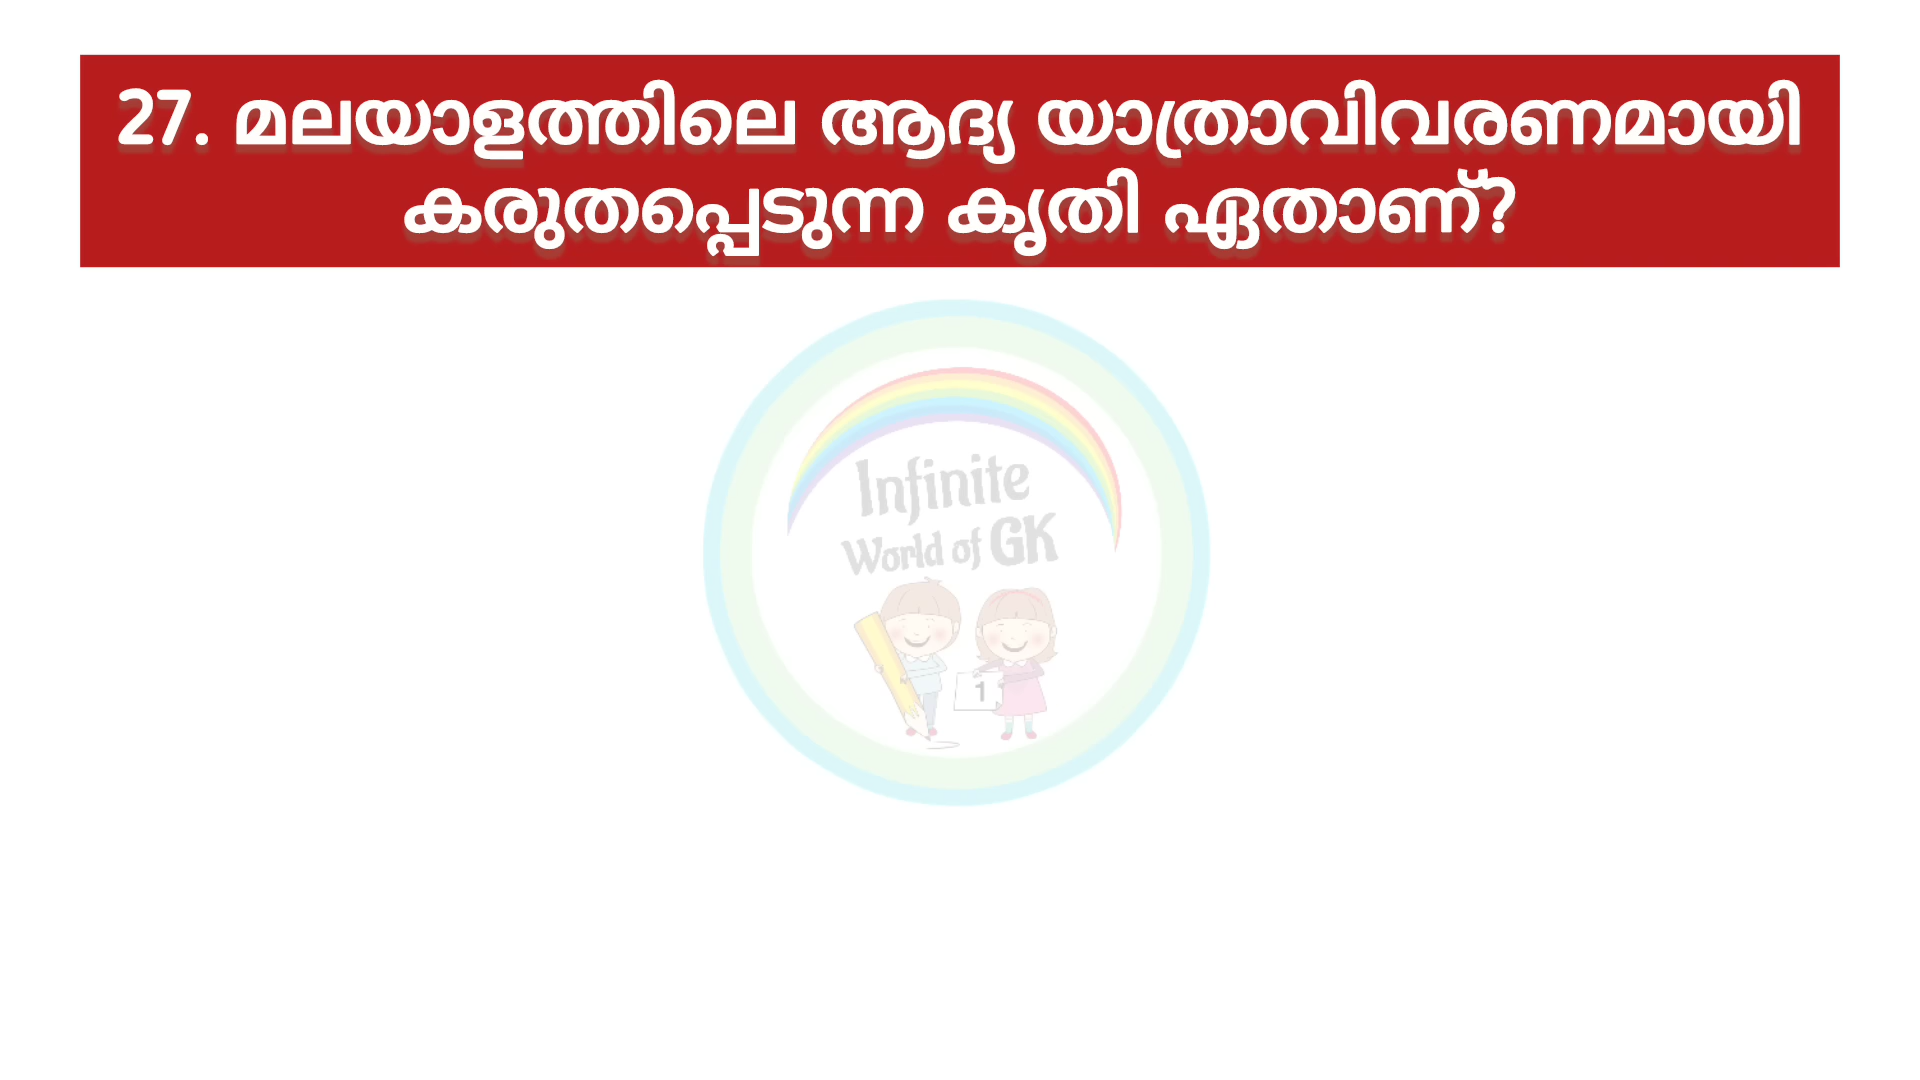 27. മലയാളത്തിലെ ആദ്യ യാത്രാവിവരണമായി
കരുതപ്പെടുന്ന കൃതി ഏതാണ്?
Infinite
World of GK
1